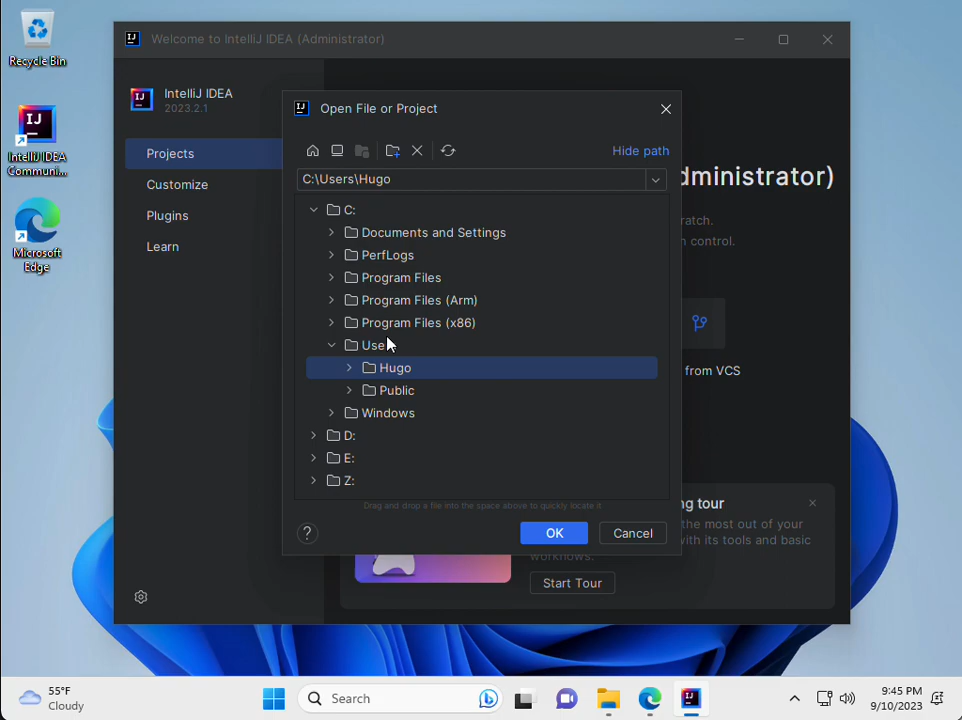 Recycle Bin
IntelliJ IDEA
Communi...
Microsoft
Edge
Welcome to IntelliJ IDEA (Administrator)
IntelliJ IDEA
2023.2.1
Projects
Customize
Plugins
Learn
Open File or Project
Hide path
C:\Users\Hugo
C:
Documents and Settings
PerfLogs
Program Files
Program Files (Arm)
Program Files (x86)
Use
Hugo
Public
Windows
D:
E:
Z:
Drag and drop a file into the space above to quickly locate it
?
OK
Cancel
dministrator)
ratch.
n control.
from VCS
ng tour
the most out of your
with its tools and basic
workflows.
Start Tour
55°F
Cloudy
Search
9:45 PM
9/10/2023